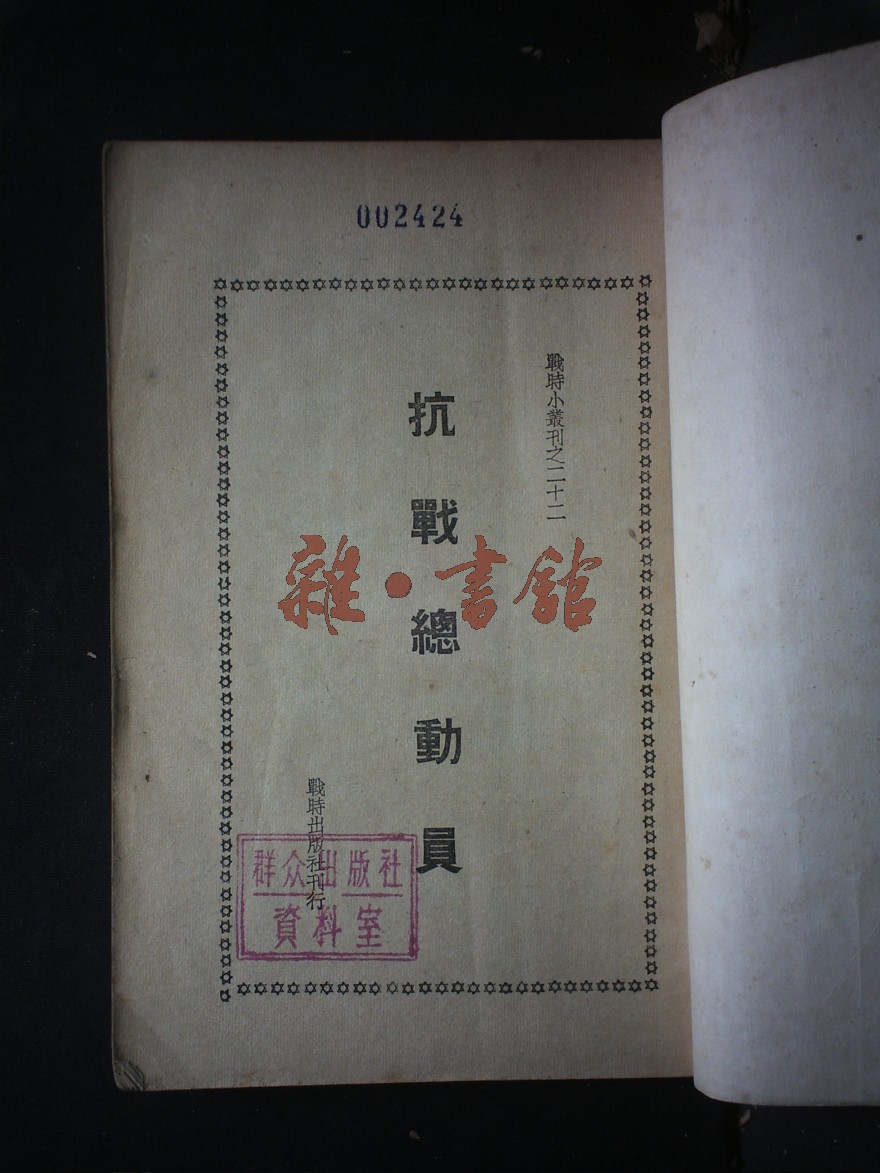 002424
戰時小叢刊之二十二
抗戰總動員
戰時出版社刊行
群众出版社
資料室
雜·書館